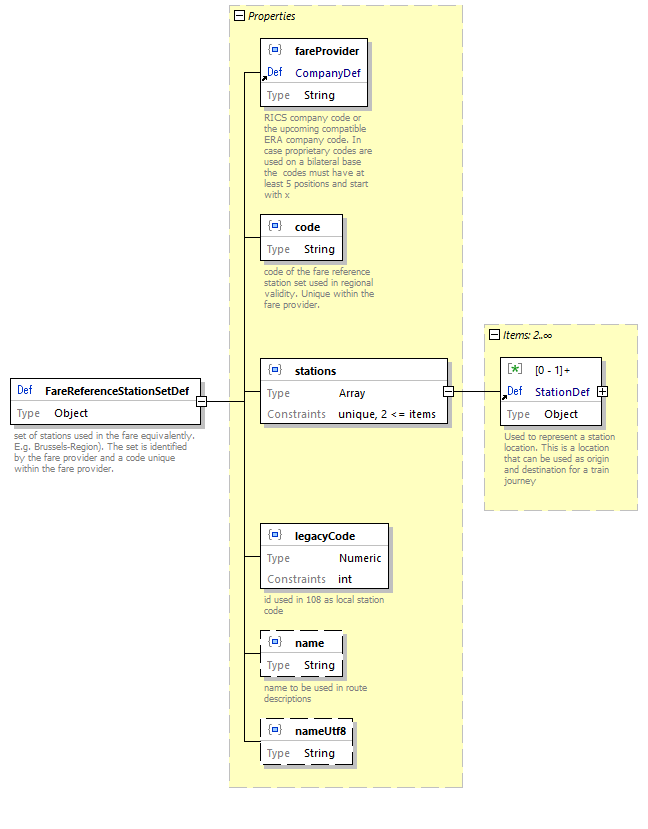 Properties
fareProvider
Def CompanyDef
Type String
RICS company code or
the upcoming compatible
ERA company code. In
case proprietary codes are
used on a bilateral base
the  codes must have at
least 5 positions and start
with x
code
Type String
code of the fare reference
station set used in regional
validity. Unique within the
fare provider.
Def FareReferenceStationSetDef
Type Object
set of stations used in the fare equivalently.
E.g. Brussels-Region). The set is identified
by the fare provider and a code unique
within the fare provider.
stations
Type Array
Constraints unique, 2 <= items
Items: 2..∞
[0 - 1]+
Def StationDef
Type Object
Used to represent a station
location. This is a location
that can be used as origin
and destination for a train
journey
legacyCode
Type Numeric
Constraints int
id used in 108 as local station
code
name
Type String
name to be used in route
descriptions
nameUtf8
Type String